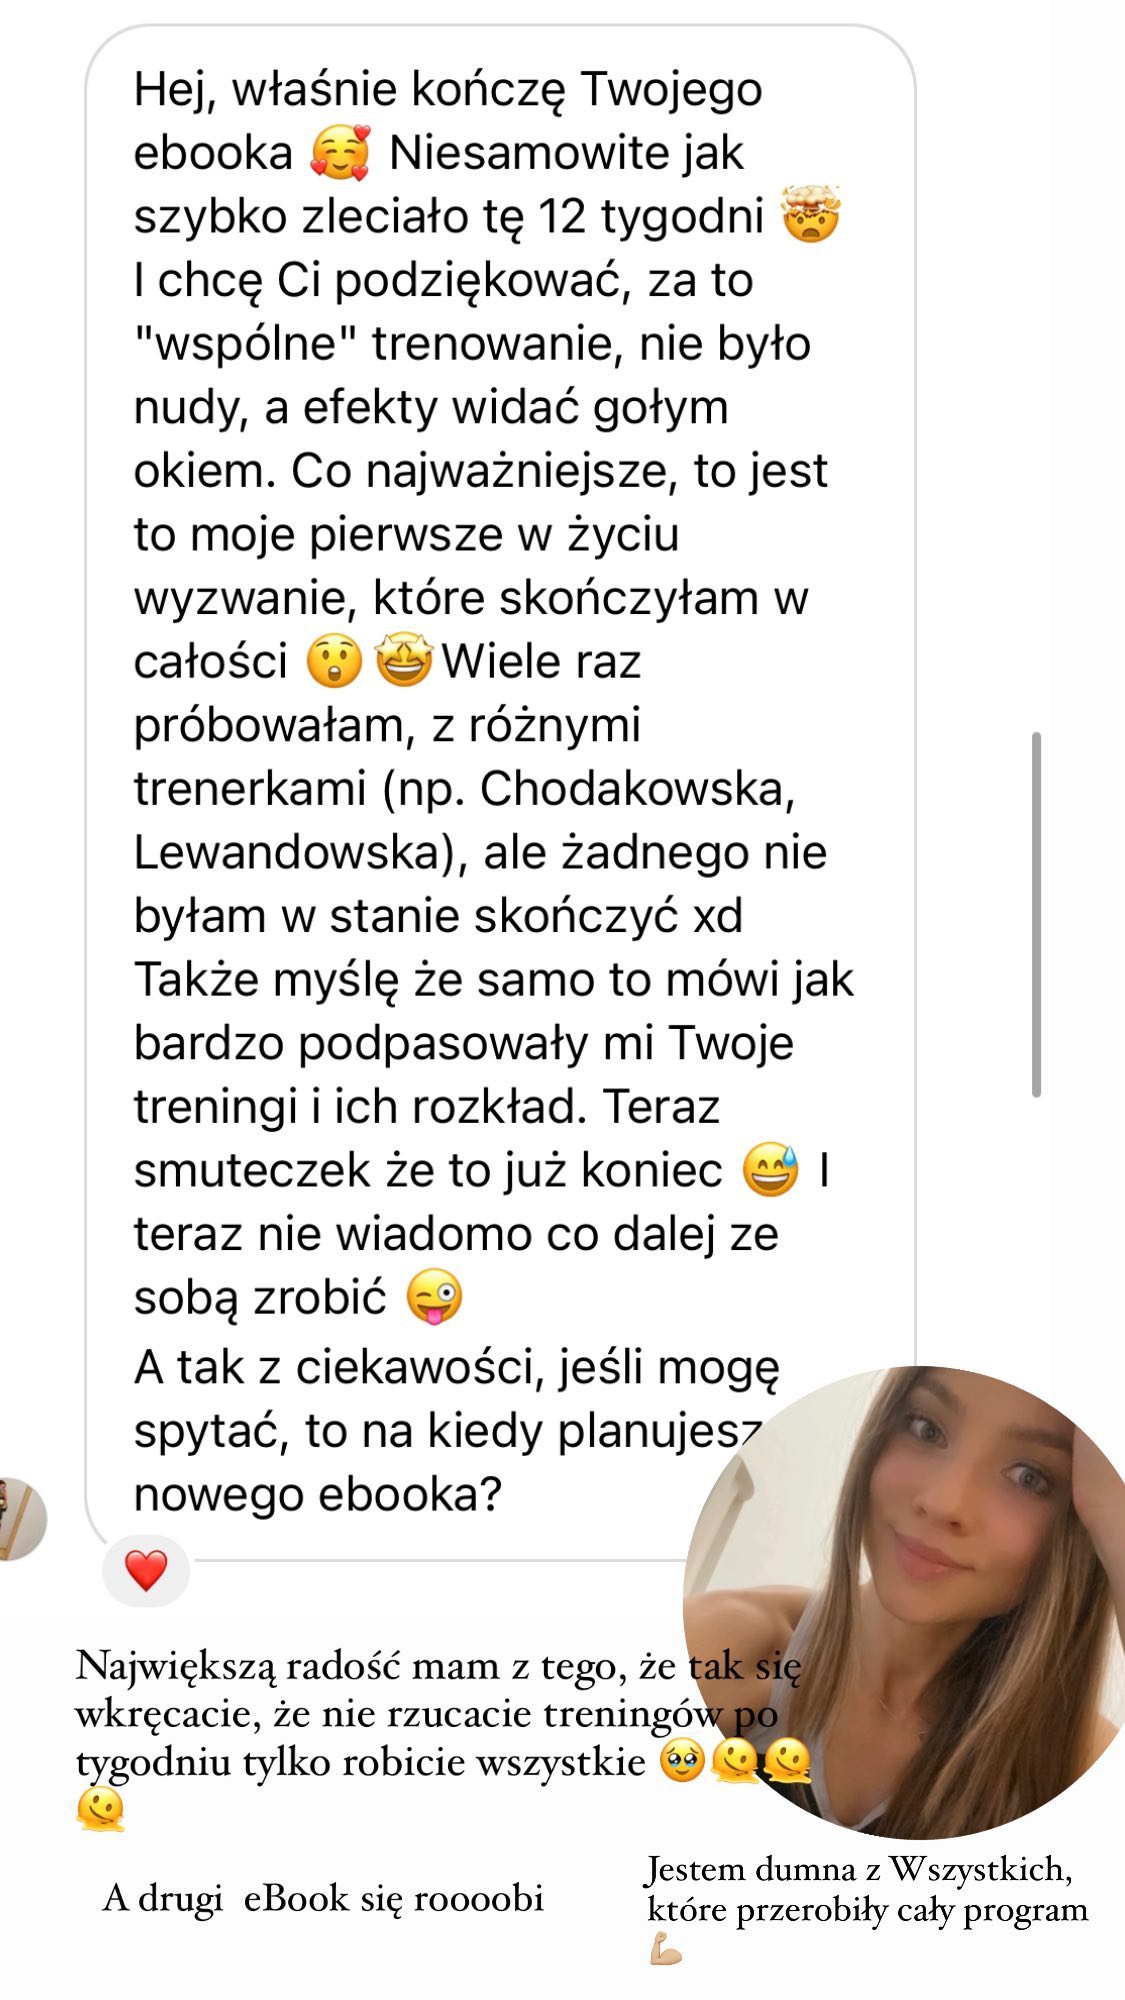 Hej, właśnie kończę Twojego
ebooka 🥰 Niesamowite jak
szybko zleciało tę 12 tygodni 🤯
I chcę Ci podziękować, za to
"wspólne" trenowanie, nie było
nudy, a efekty widać gołym
okiem. Co najważniejsze, to jest
to moje pierwsze w życiu
wyzwanie, które skończyłam w
całości 😲🤩Wiele raz
próbowałam, z różnymi
trenerkami (np. Chodakowska,
Lewandowska), ale żadnego nie
byłam w stanie skończyć xd
Także myślę że samo to mówi jak
bardzo podpasowały mi Twoje
treningi i ich rozkład. Teraz
smuteczek że to już koniec 😅 I
teraz nie wiadomo co dalej ze
sobą zrobić 😜
A tak z ciekawości, jeśli mogę
spytać, to na kiedy planujesz
nowego ebooka?
❤️
Największą radość mam z tego, że tak się
wkręcacie, że nie rzucacie treningów po
tygodniu tylko robicie wszystkie 🥹🫠🫠
🫠
A drugi  eBook się roooobi
Jestem dumna z Wszystkich,
które przerobiły cały program
💪🏼